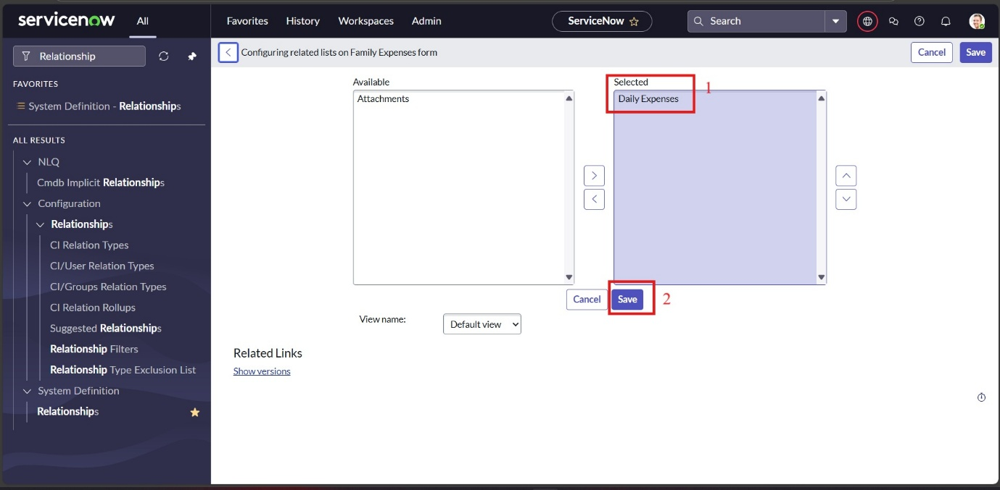 servicenow
All
Favorites
History
Workspaces
Admin
ServiceNow
Search
Relationship
FAVORITES
System Definition - Relationships
ALL RESULTS
NLQ
Cmdb Implicit Relationships
Configuration
Relationships
CI Relation Types
CI/User Relation Types
CI/Groups Relation Types
CI Relation Rollups
Suggested Relationships
Relationship Filters
Relationship Type Exclusion List
System Definition
Relationships
Configuring related lists on Family Expenses form
Cancel
Save
Available
Attachments
Selected
Daily Expenses
1
Cancel
Save
2
View name:
Default view
Related Links
Show versions